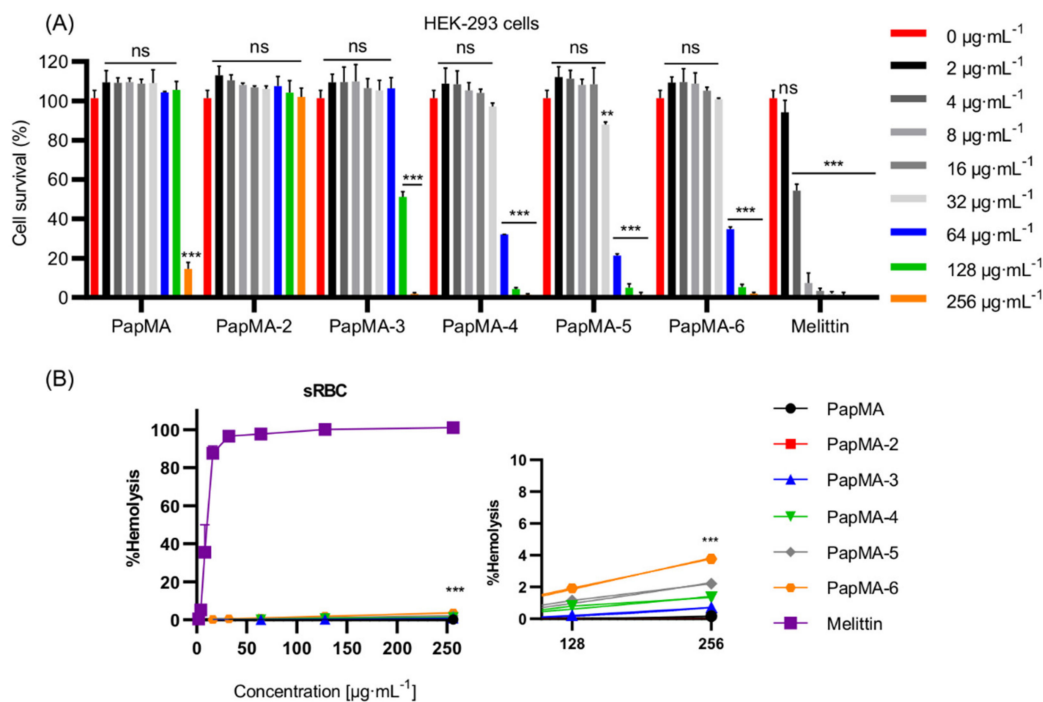 (A)
HEK-293 cells
ns ns ns ns ns ns ns
*** *** *** ** *** *** ***
Cell survival (%)
120
100
80
60
40
20
0
PapMA PapMA-2 PapMA-3 PapMA-4 PapMA-5 PapMA-6 Melittin
0 µg·mL⁻¹
2 µg·mL⁻¹
4 µg·mL⁻¹
8 µg·mL⁻¹
16 µg·mL⁻¹
32 µg·mL⁻¹
64 µg·mL⁻¹
128 µg·mL⁻¹
256 µg·mL⁻¹
(B)
sRBC
%Hemolysis
100
80
60
40
20
0
***
0 50 100 150 200 250
Concentration [µg·mL⁻¹]
%Hemolysis
10
8
6
4
2
0
***
128 256
PapMA
PapMA-2
PapMA-3
PapMA-4
PapMA-5
PapMA-6
Melittin